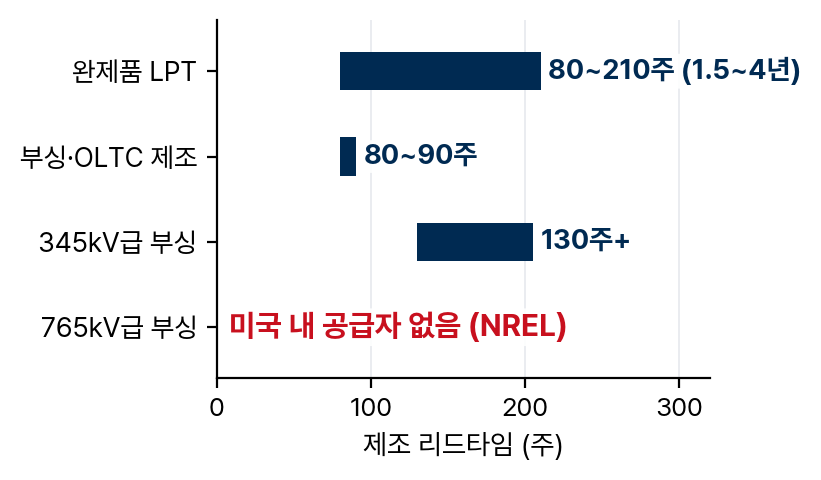 완제품 LPT
80~210주 (1.5~4년)
부싱·OLTC 제조
80~90주
345kV급 부싱
130주+
765kV급 부싱
미국 내 공급자 없음 (NREL)
0
100
200
300
제조 리드타임 (주)